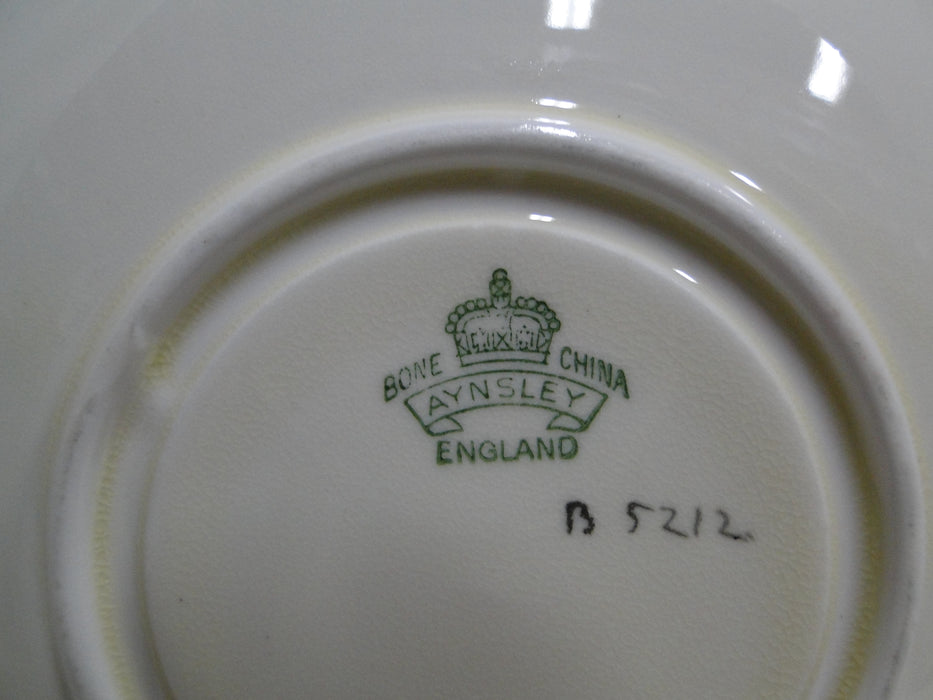 BONE CHINA
AYNSLEY
ENGLAND
B 5212.